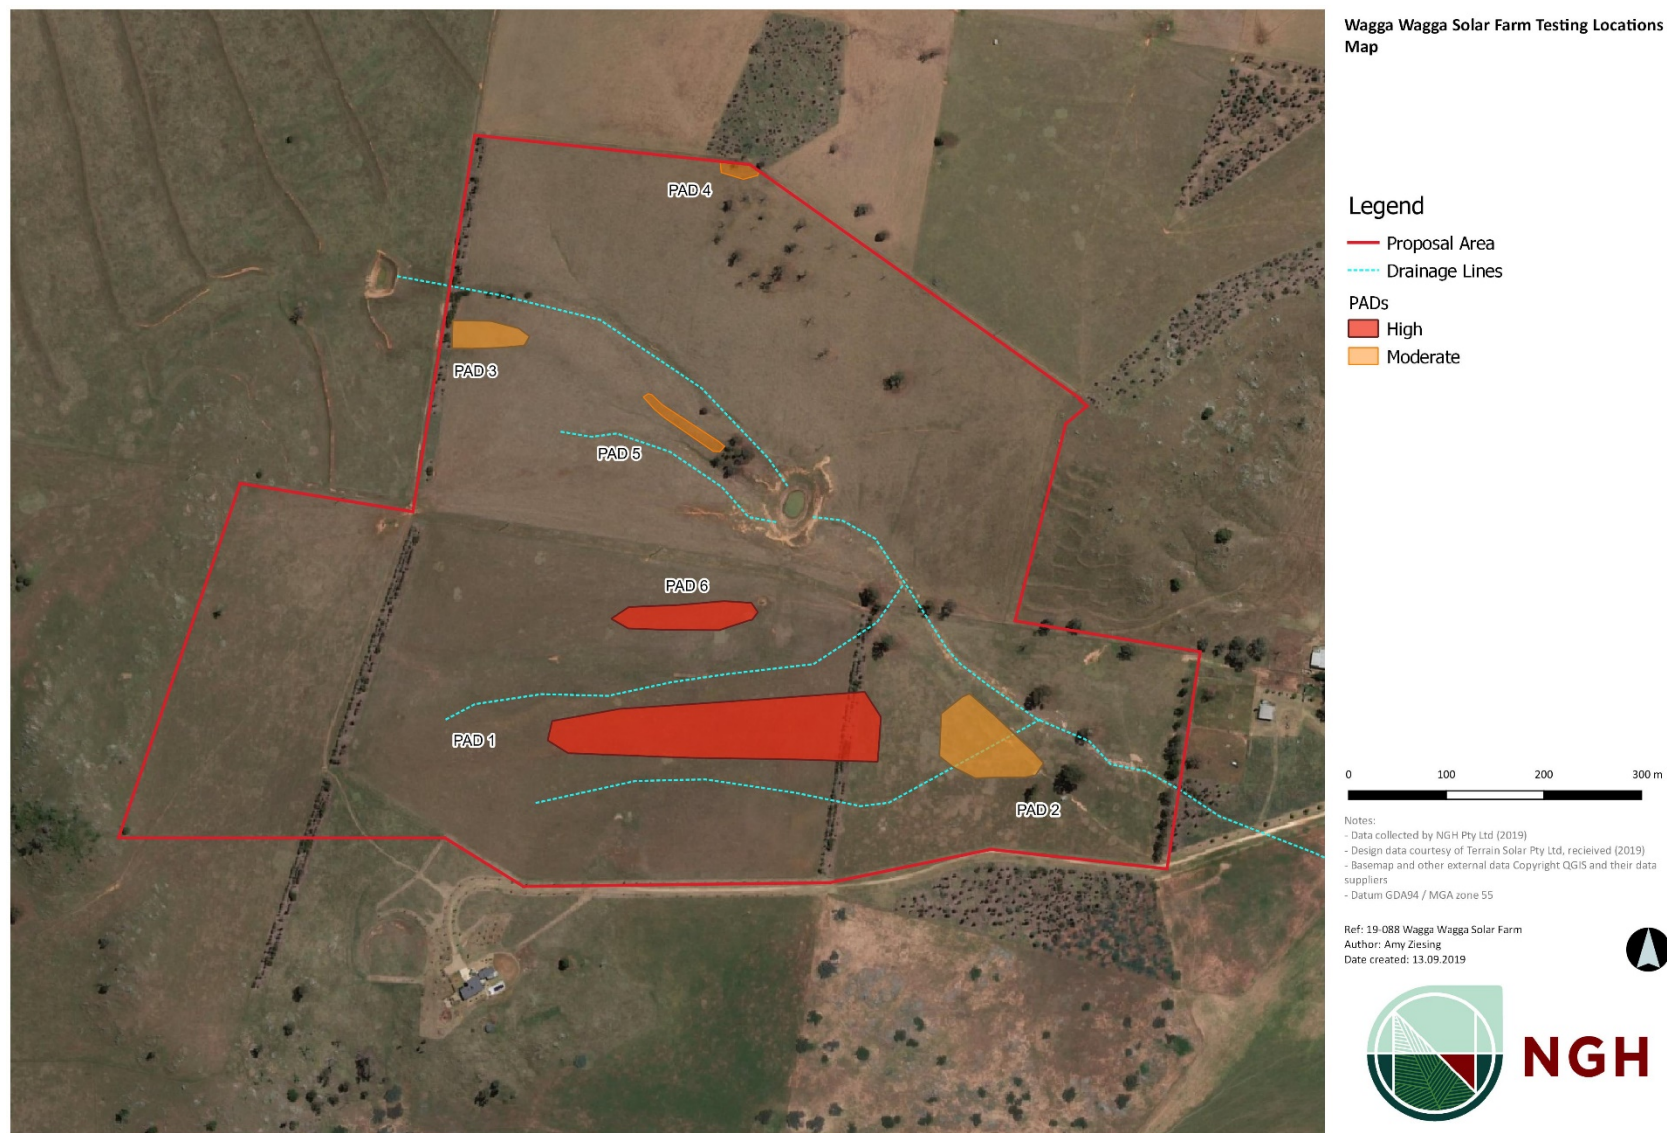 Wagga Wagga Solar Farm Testing Locations
Map
PAD 4
PAD 3
PAD 5
PAD 6
PAD 1
PAD 2
Legend
Proposal Area
Drainage Lines
PADs
High
Moderate
0 100 200 300 m
Notes:
- Data collected by NGH Pty Ltd (2019)
- Design data courtesy of Terrain Solar Pty Ltd, recieived (2019)
- Basemap and other external data Copyright QGIS and their data
suppliers
- Datum GDA94 / MGA zone 55
Ref: 19-088 Wagga Wagga Solar Farm
Author: Amy Ziesing
Date created: 13.09.2019
NGH